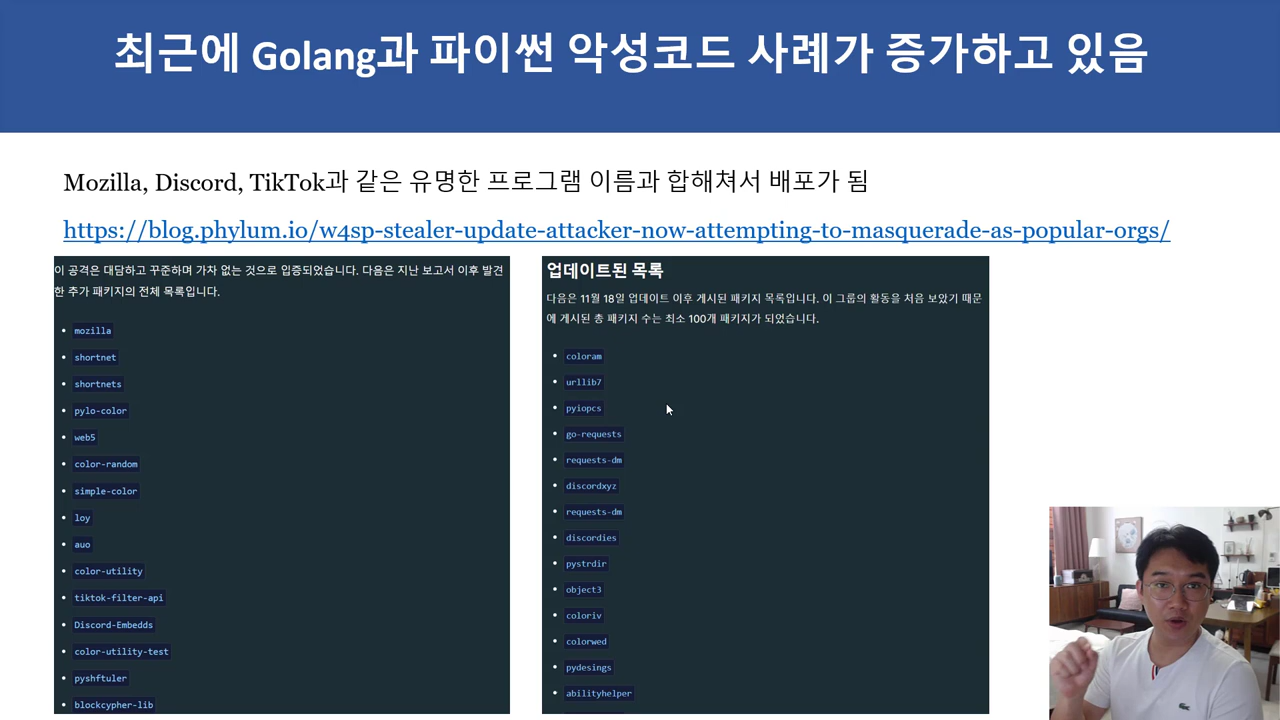 최근에 Golang과 파이썬 악성코드 사례가 증가하고 있음
Mozilla, Discord, TikTok과 같은 유명한 프로그램 이름과 합해쳐서 배포가 됨
https://blog.phylum.io/w4sp-stealer-update-attacker-now-attempting-to-masquerade-as-popular-orgs/
이 공격은 대담하고 꾸준하며 가차 없는 것으로 입증되었습니다. 다음은 지난 보고서 이후 발견
한 추가 패키지의 전체 목록입니다.
mozilla
shortnet
shortnets
pylo-color
web5
color-random
simple-color
loy
auo
color-utility
tiktok-filter-api
Discord-Embedds
color-utility-test
pyshftuler
blockcypher-lib
업데이트된 목록
다음은 11월 18일 업데이트 이후 게시된 패키지 목록입니다. 이 그룹의 활동을 처음 보았기 때문
에 게시된 총 패키지 수는 최소 100개 패키지가 되었습니다.
coloram
urllib7
pyiopcs
go-requests
requests-dm
discordxyz
requests-dm
discordies
pystrdir
object3
coloriv
colorwed
pydesings
abilityhelper